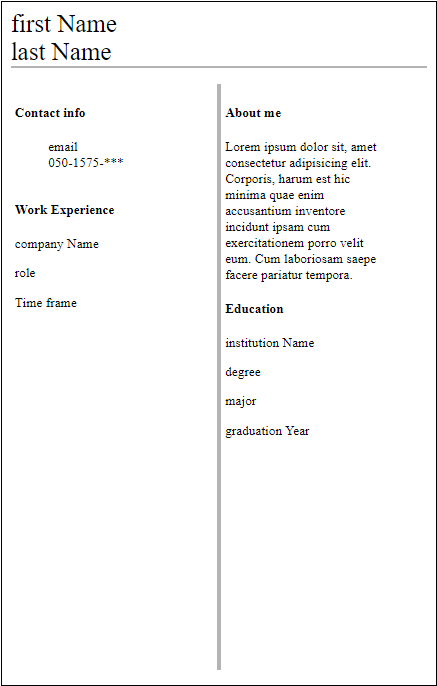 first Name
last Name
Contact info
email
050-1575-***
Work Experience
company Name
role
Time frame
About me
Lorem ipsum dolor sit, amet
consectetur adipisicing elit.
Corporis, harum est hic
minima quae enim
accusantium inventore
incidunt ipsam cum
exercitationem porro velit
eum. Cum laboriosam saepe
facere pariatur tempora.
Education
institution Name
degree
major
graduation Year